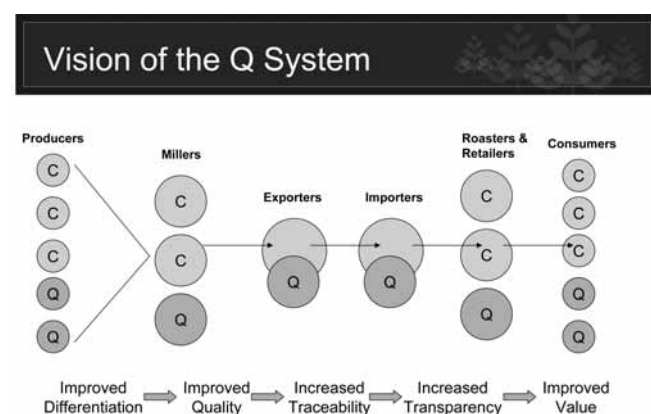 Vision of the Q System
Producers
Millers
Exporters
Importers
Roasters &
Retailers
Consumers
C
C
C
Q
Q
C
C
Q
Q
Q
C
C
Q
C
C
C
Q
Q
Improved
Differentiation
Improved
Quality
Increased
Traceability
Increased
Transparency
Improved
Value